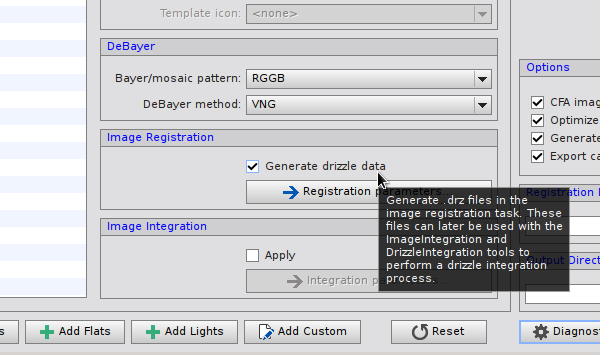 Template icon: <none>
DeBayer
Options
Bayer/mosaic pattern: RGGB
DeBayer method: VNG
CFA imag
Optimize
Image Registration
Generate
Export ca
Generate drizzle data
Registration parameters...
Registration
Generate .drz files in the
image registration task. These
files can later be used with the
ImageIntegration and
DrizzleIntegration tools to
perform a drizzle integration
process.
Image Integration
Apply
Output Direct
Integration p
s
Add Flats
Add Lights
Add Custom
Reset
Diagnos